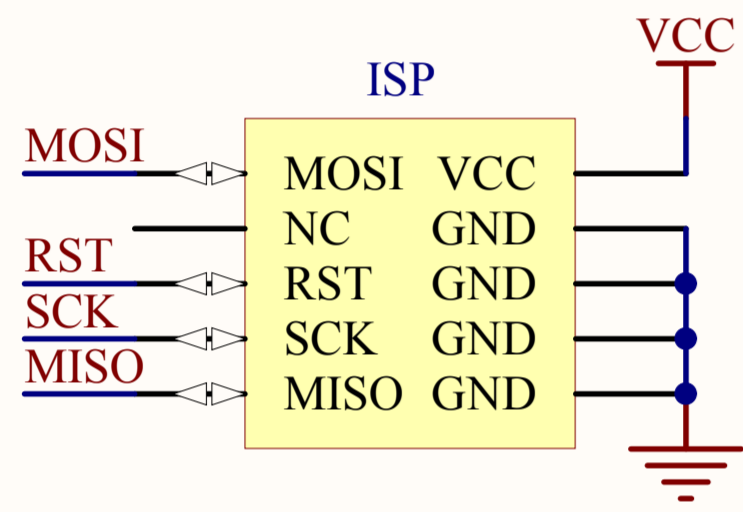 VCC
ISP
MOSI MOSI VCC
NC GND
RST RST GND
SCK SCK GND
MISO MISO GND